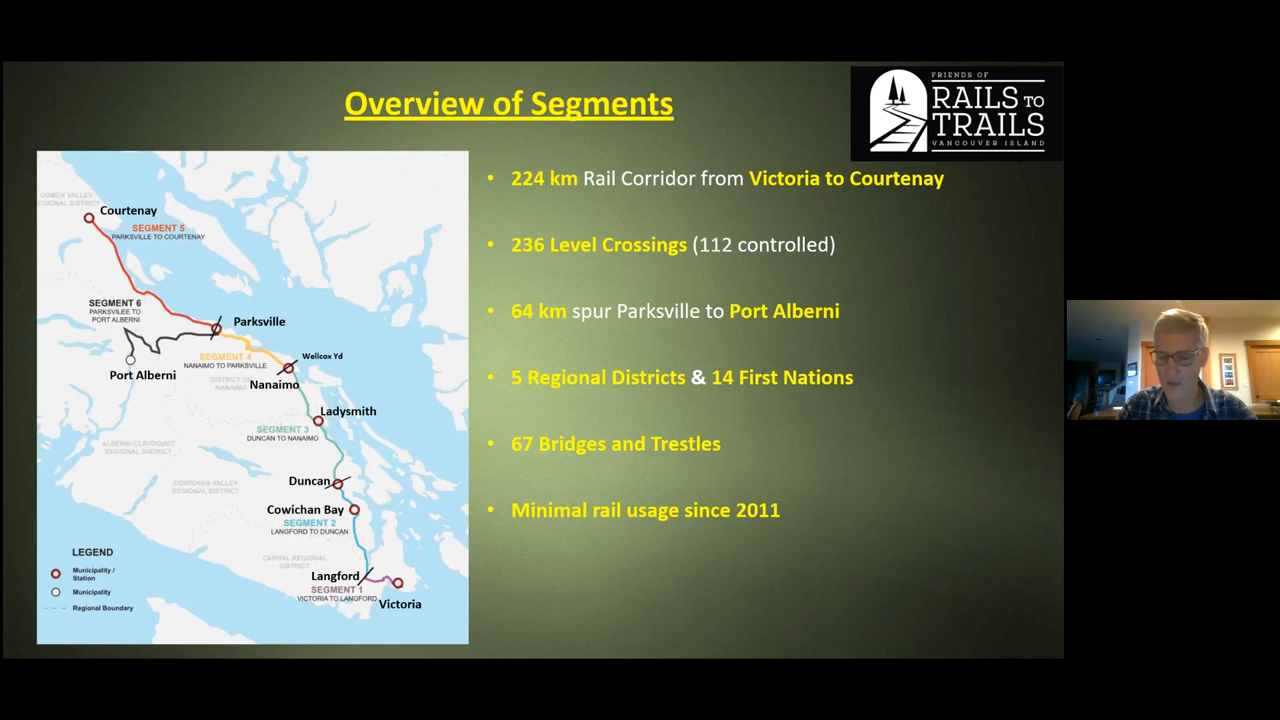 Overview of Segments
FRIENDS OF
RAILS TO
TRAILS
VANCOUVER ISLAND
COMOX VALLEY
REGIONAL DISTRICT
Courtenay
SEGMENT 5
PARKSVILLE TO COURTENAY
SEGMENT 6
PARKSVILEE TO
PORT ALBERNI
Parksville
SEGMENT 4
NANAIMO TO PARKSVILLE
Wellcox Yd
Port Alberni
DISTRICT OF
NANAIMO
Nanaimo
Ladysmith
SEGMENT 3
DUNCAN TO NANAIMO
ALBERNI-CLAYOQUOT
REGIONAL DISTRICT
Duncan
COWICHAN VALLEY
REGIONAL DISTRICT
Cowichan Bay
SEGMENT 2
LANGFORD TO DUNCAN
CAPITAL REGIONAL
DISTRICT
Langford
SEGMENT 1
VICTORIA TO LANGFORD
Victoria
LEGEND
Municipality /
Station
Municipality
Regional Boundary
• 224 km Rail Corridor from Victoria to Courtenay
• 236 Level Crossings (112 controlled)
• 64 km spur Parksville to Port Alberni
• 5 Regional Districts & 14 First Nations
• 67 Bridges and Trestles
• Minimal rail usage since 2011